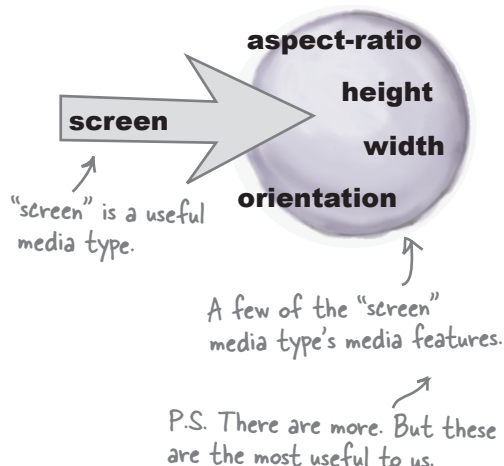 aspect-ratio
height
width
orientation
screen
"screen" is a useful
media type.
A few of the "screen"
media type's media features.
P.S. There are more. But these
are the most useful to us.